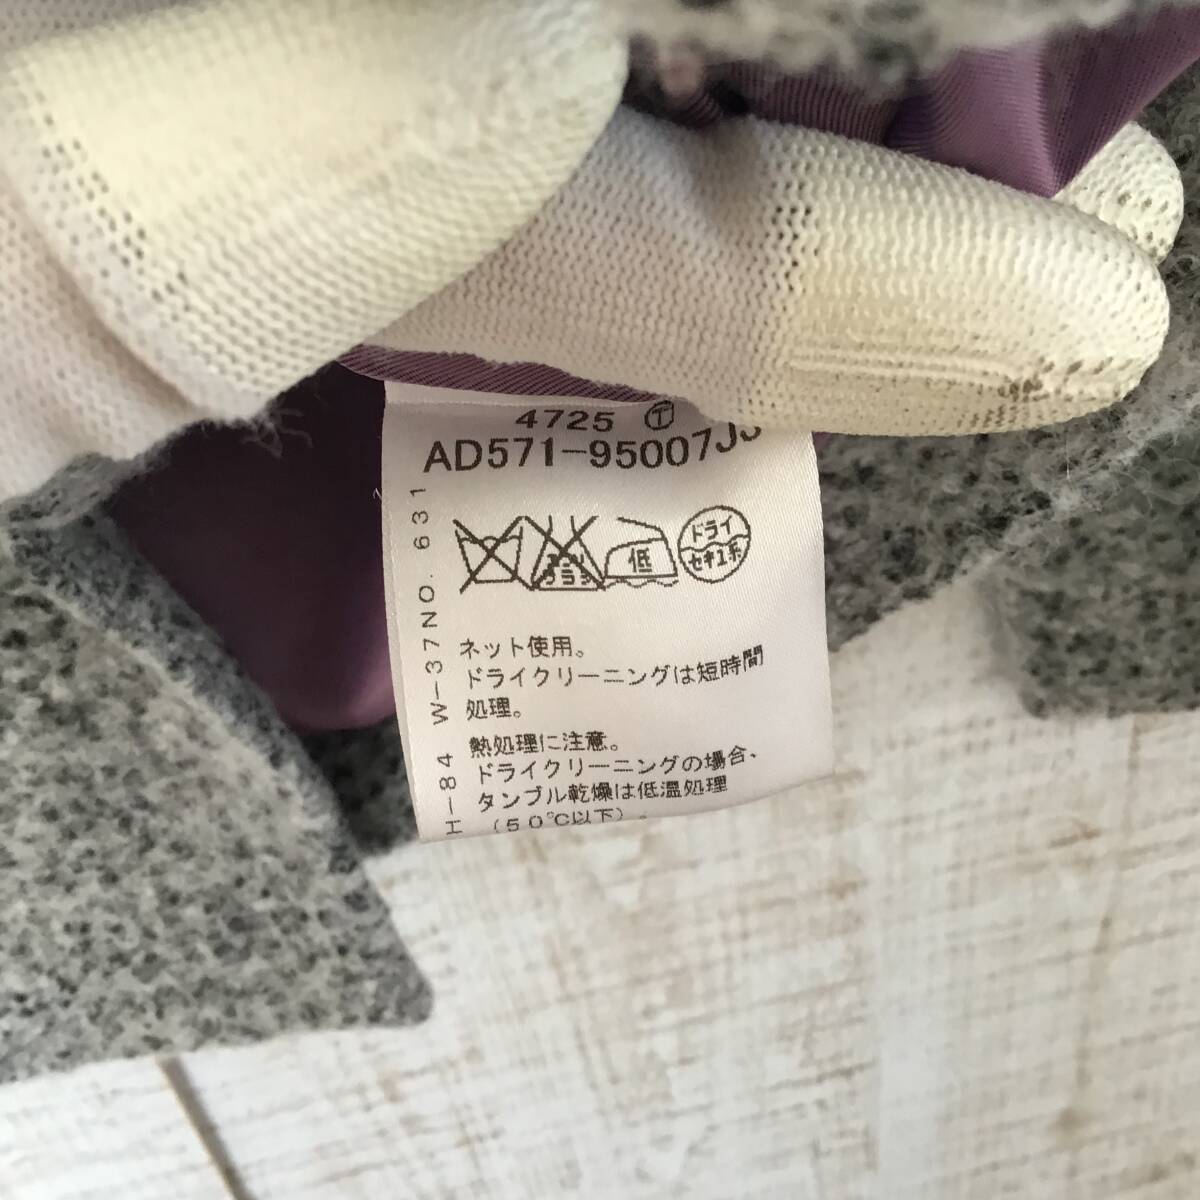 4725 Ⓣ
AD571-95007J
低
ドライ
セキユ系
ネット使用。
ドライクリーニングは短時間
処理。
熱処理に注意。
ドライクリーニングの場合、
タンブル乾燥は低温処理
(50℃以下)。
H-84 W-37NO. 631